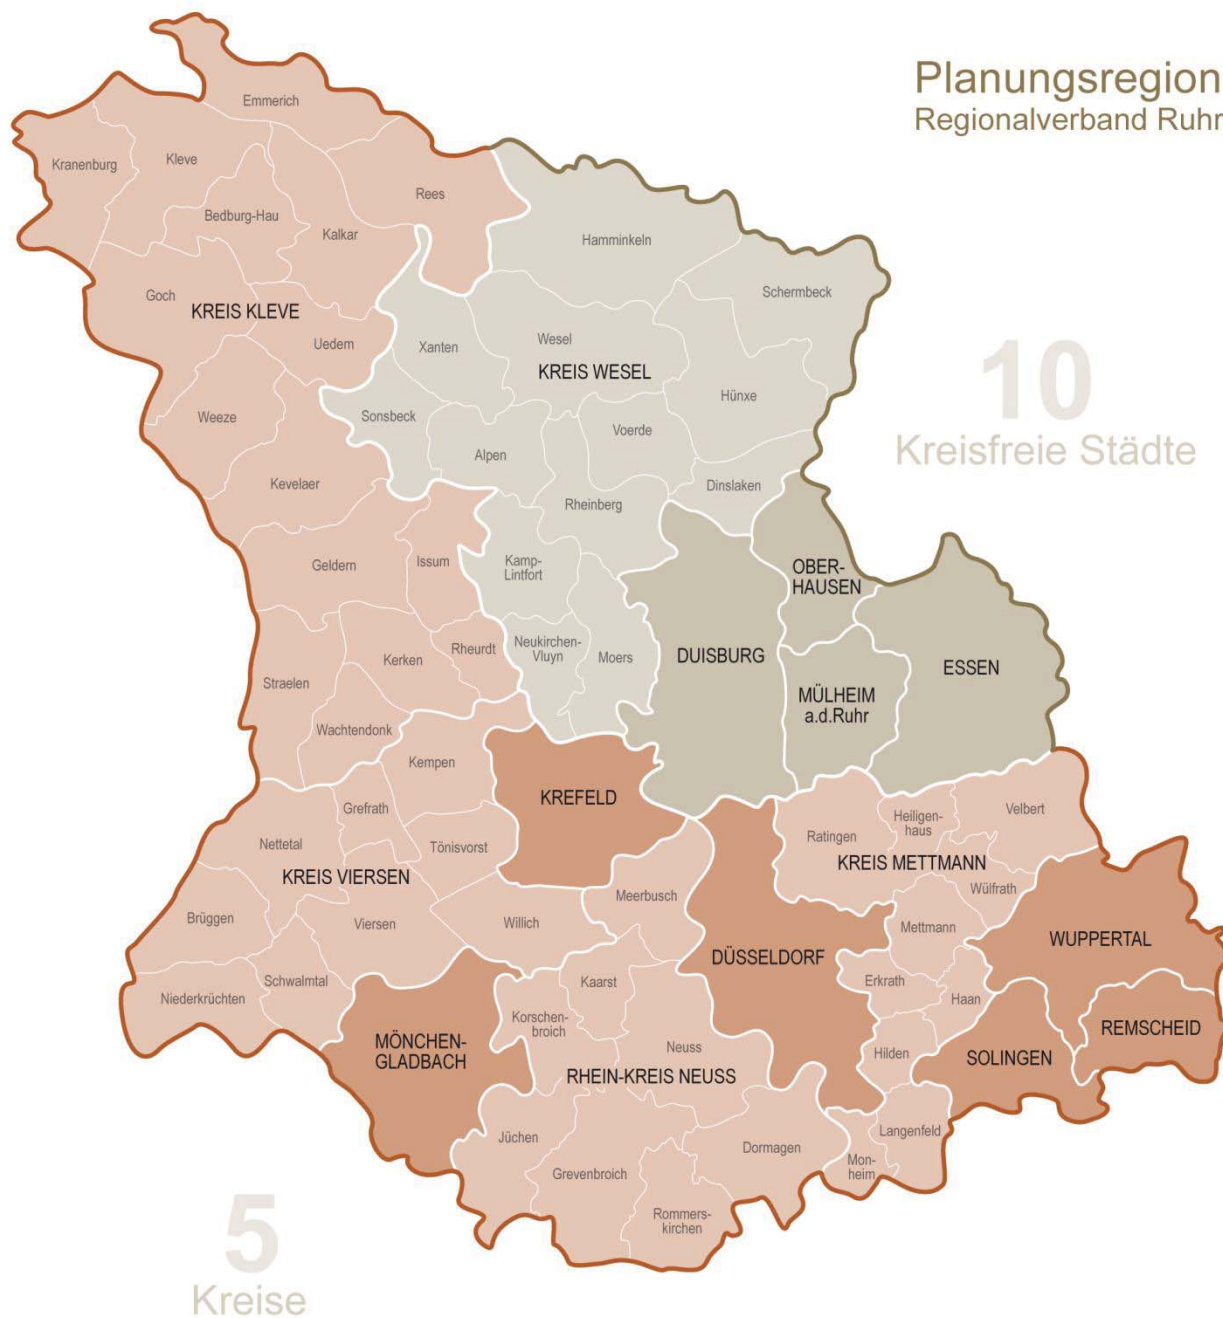 Planungsregion
Regionalverband Ruhr
Emmerich
Kranenburg
Kleve
Rees
Bedburg-Hau
Kalkar
Hamminkeln
Goch
KREIS KLEVE
Schermbeck
Uedem
Xanten
Wesel
KREIS WESEL
10
Kreisfreie Städte
Hünxe
Weeze
Sonsbeck
Voerde
Alpen
Kevelaer
Dinslaken
Rheinberg
Geldern
Issum
Kamp-
Lintfort
OBER-
HAUSEN
Neukirchen-
Vluyn
Moers
DUISBURG
ESSEN
Kerken
Rheurdt
Straelen
MÜLHEIM
a.d.Ruhr
Wachtendonk
Kempen
KREFELD
Grefrath
Ratingen
Heiligen-
haus
Velbert
Nettetal
Tönisvorst
KREIS METTMANN
KREIS VIERSEN
Meerbusch
Wülfrath
Brüggen
Viersen
Willich
Mettmann
WUPPERTAL
DÜSSELDORF
Schwalmtal
Kaarst
Erkrath
Niederkrüchten
Haan
Korschen-
broich
REMSCHEID
MÖNCHEN-
GLADBACH
Neuss
Hilden
SOLINGEN
RHEIN-KREIS NEUSS
Jüchen
Langenfeld
Dormagen
Grevenbroich
Mon-
heim
Rommers-
kirchen
5
Kreise